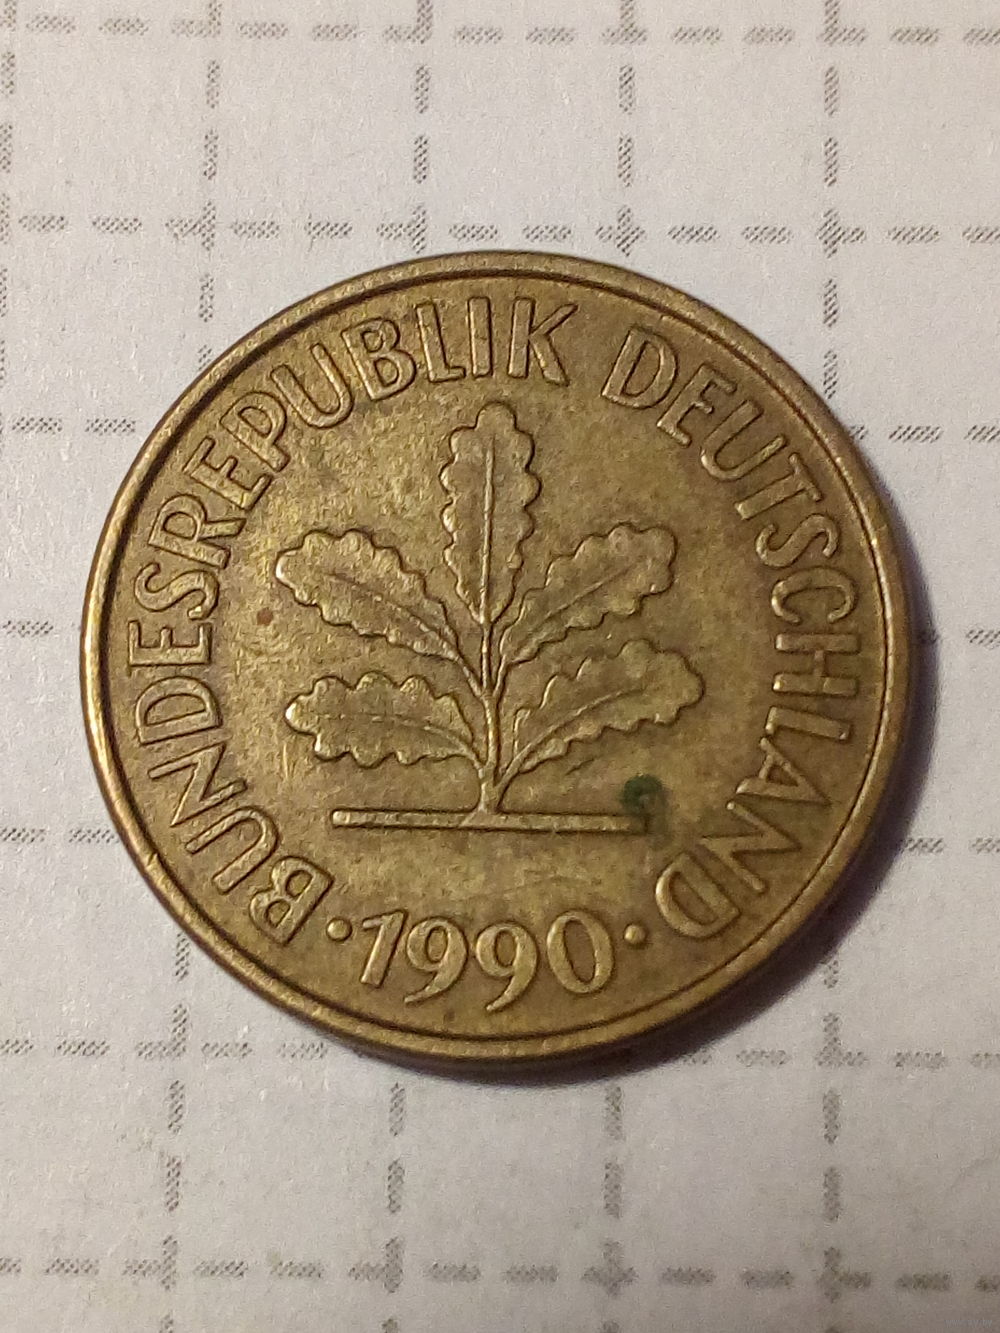 BUNDESREPUBLIK DEUTSCHLAND
· 1990 ·